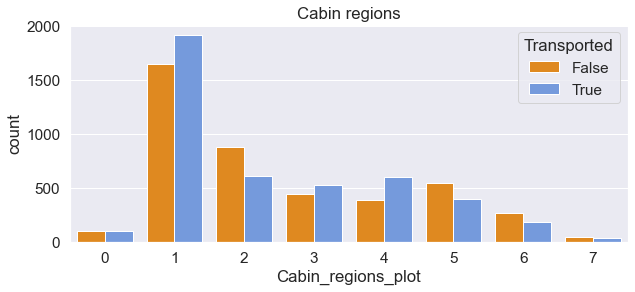 Cabin regions
Transported
False
True
count
2000
1500
1000
500
0
0 1 2 3 4 5 6 7
Cabin_regions_plot